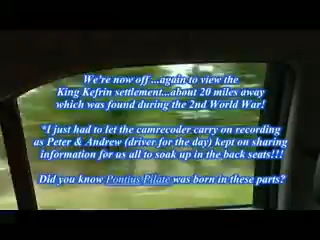 We're now off ...again to view the
King Kefrin settlement...about 20 miles away
which was found during the 2nd World War!
*I just had to let the camrecoder carry on recording
as Peter & Andrew (driver for the day) kept on sharing
information for us all to soak up in the back seats!!!
Did you know Pontius Pilate was born in these parts?